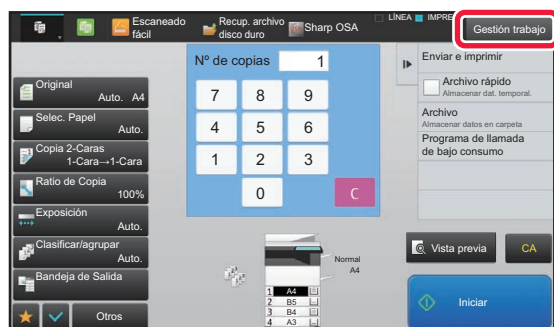 Escaneado
fácil
Recup. archivo
disco duro
Sharp OSA
LÍNEA
IMPRE
Gestión trabajo
Original
Auto. A4
Selec. Papel
Auto.
Copia 2-Caras
1-Cara→1-Cara
Ratio de Copia
100%
Exposición
Auto.
Clasificar/agrupar
Auto.
Bandeja de Salida
Otros
Nº de copias
1
7 8 9
4 5 6
1 2 3
0 C
Normal
A4
1 A4
2 B5
3 B4
4 A3
Enviar e imprimir
Archivo rápido
Almacenar dat. temporal.
Archivo
Almacenar datos en carpeta
Programa de llamada
de bajo consumo
Vista previa
CA
Iniciar